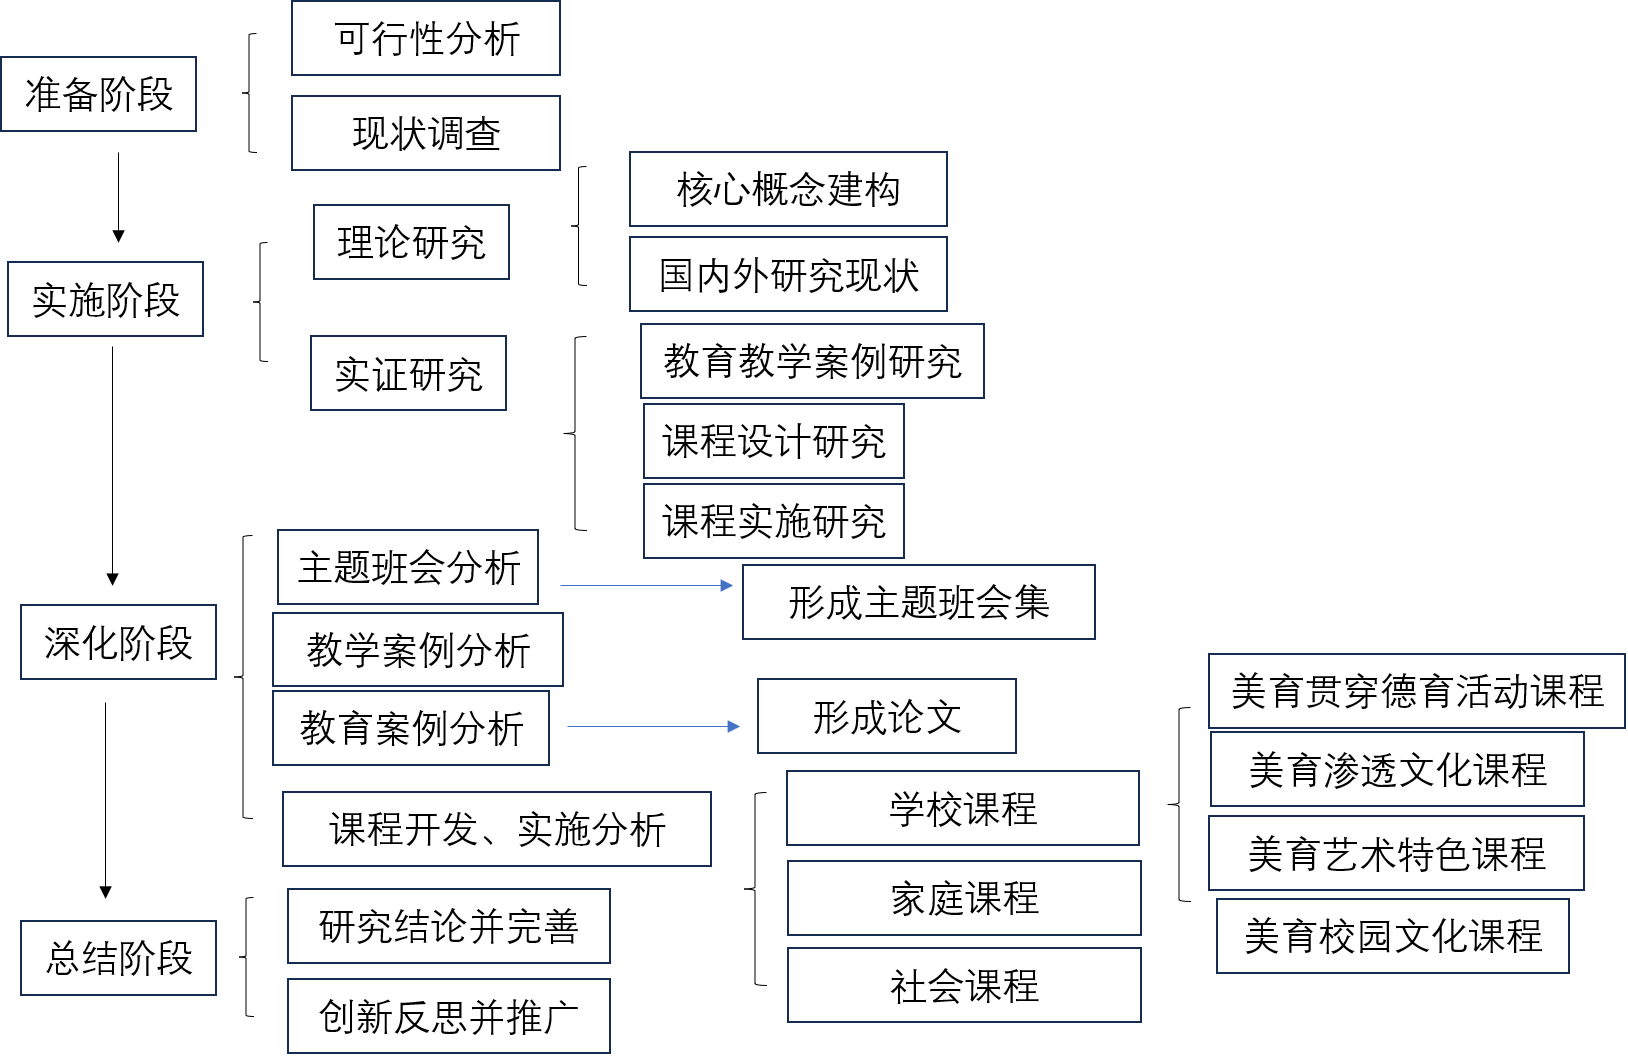 准备阶段
可行性分析
现状调查
实施阶段
理论研究
核心概念建构
国内外研究现状
实证研究
教育教学案例研究
课程设计研究
课程实施研究
深化阶段
主题班会分析
形成主题班会集
教学案例分析
教育案例分析
形成论文
课程开发、实施分析
学校课程
美育贯穿德育活动课程
美育渗透文化课程
美育艺术特色课程
美育校园文化课程
家庭课程
社会课程
总结阶段
研究结论并完善
创新反思并推广